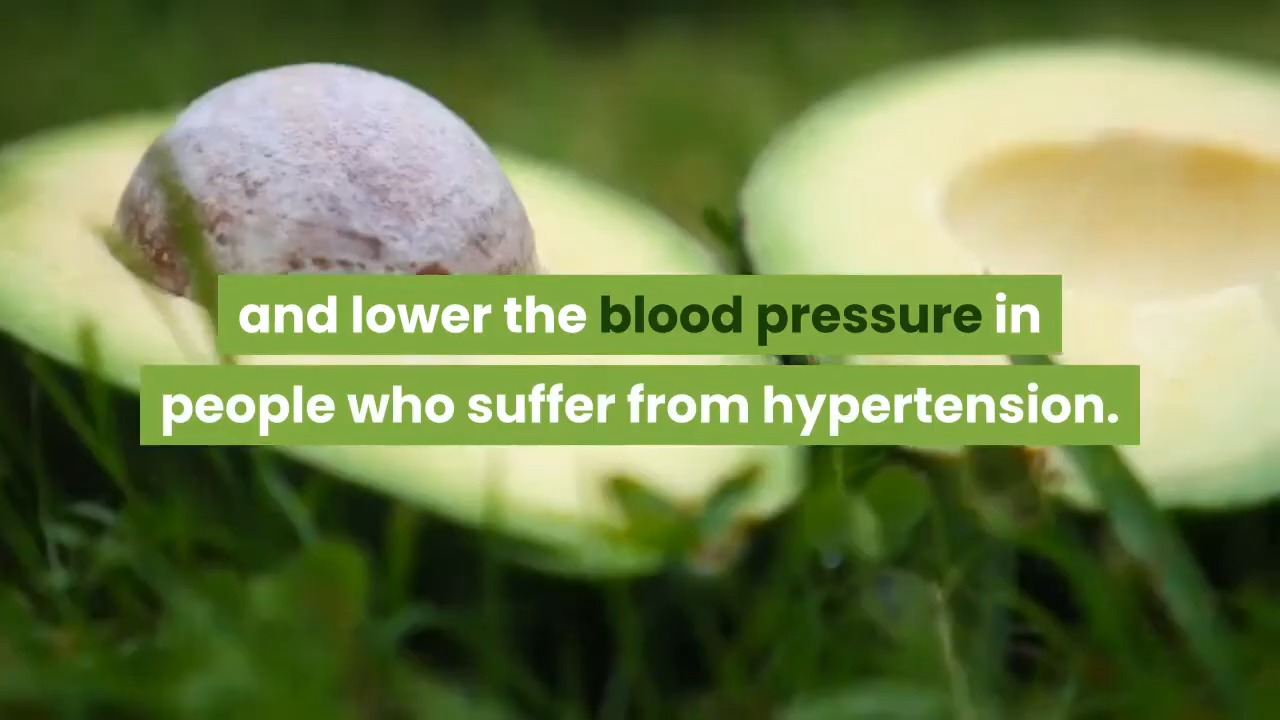 and lower the blood pressure in
people who suffer from hypertension.